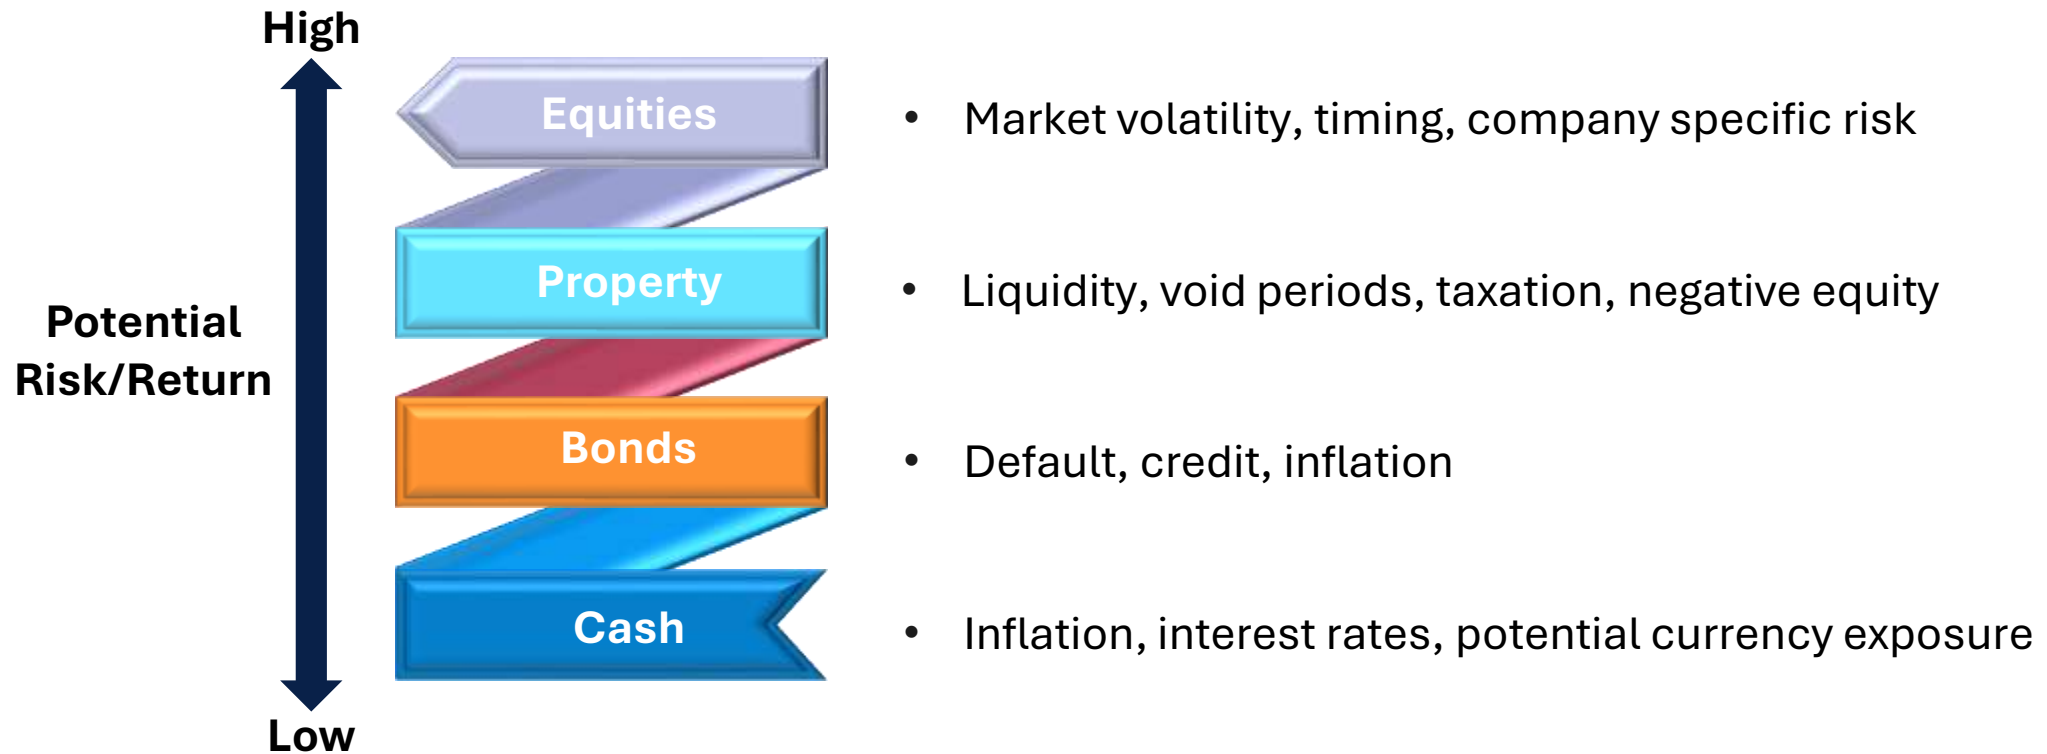 High
Equities
• Market volatility, timing, company specific risk
Property
• Liquidity, void periods, taxation, negative equity
Potential
Risk/Return
Bonds
• Default, credit, inflation
Cash
• Inflation, interest rates, potential currency exposure
Low